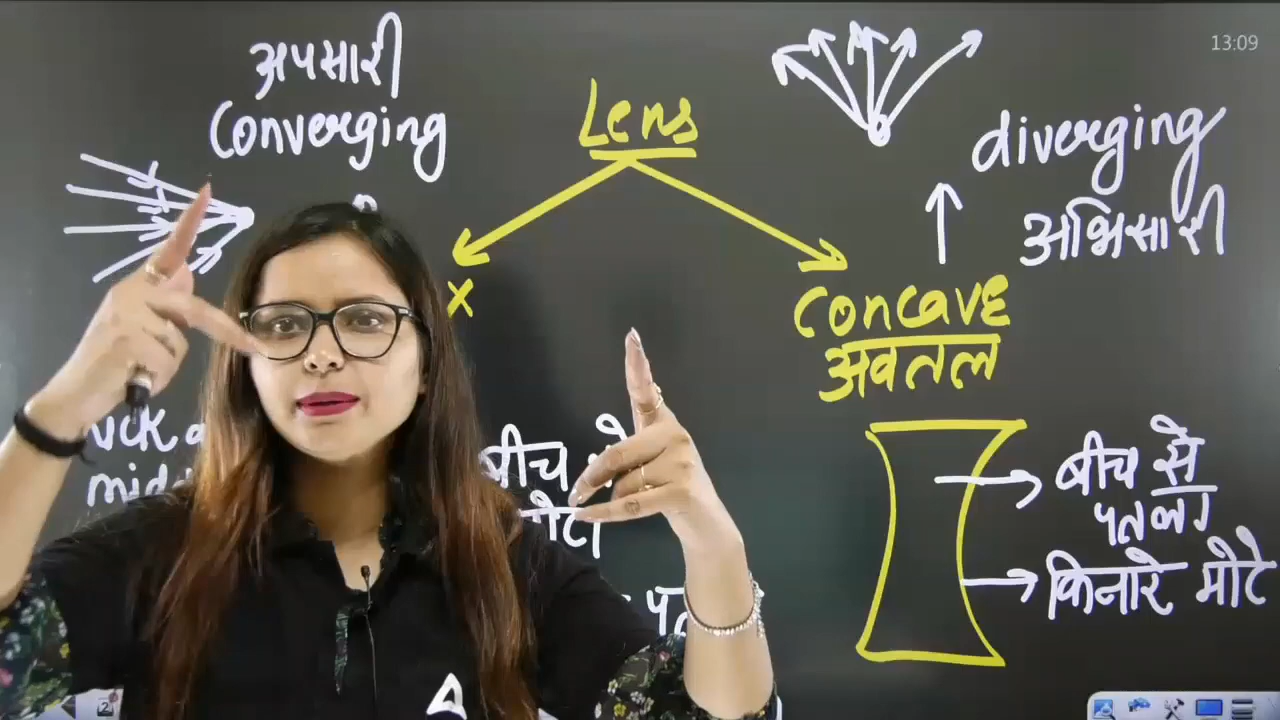 अपसारी
Converging
Lens
diverging
अभिसारी
13:09
x
Concave
अवतल
बीच
बीच से
पतला
किनारे मोटे